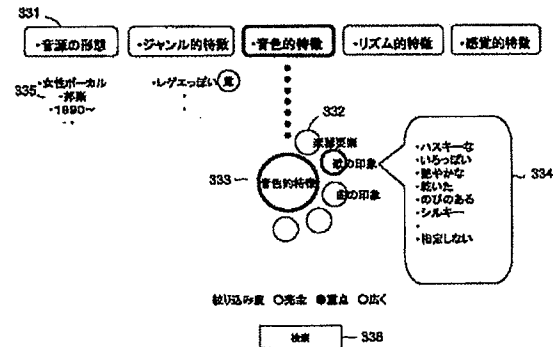 331
・音源の形態 ・ジャンル的特徴 ・音色的特徴 ・リズム的特徴 ・感覚的特徴
335
・女性ボーカル
・邦楽
・1990～
・レゲエっぽい 重
332
音響要素
333
音色的特徴
歌の印象
曲の印象
334
・ハスキーな
・いろっぽい
・艶やかな
・乾いた
・のびのある
・シルキー
・指定しない
絞り込み度 ○完全 ●重点 ○広く
検索
338